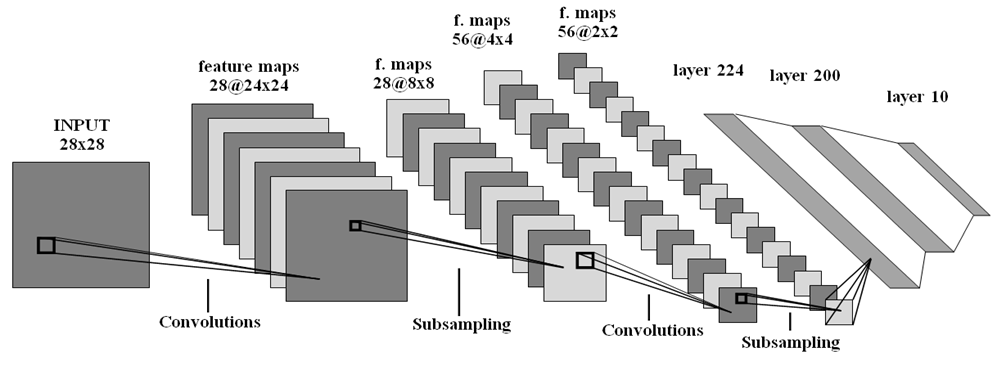 INPUT
28x28
feature maps
28@24x24
f. maps
28@8x8
f. maps
56@4x4
f. maps
56@2x2
layer 224
layer 200
layer 10
Convolutions
Subsampling
Convolutions
Subsampling